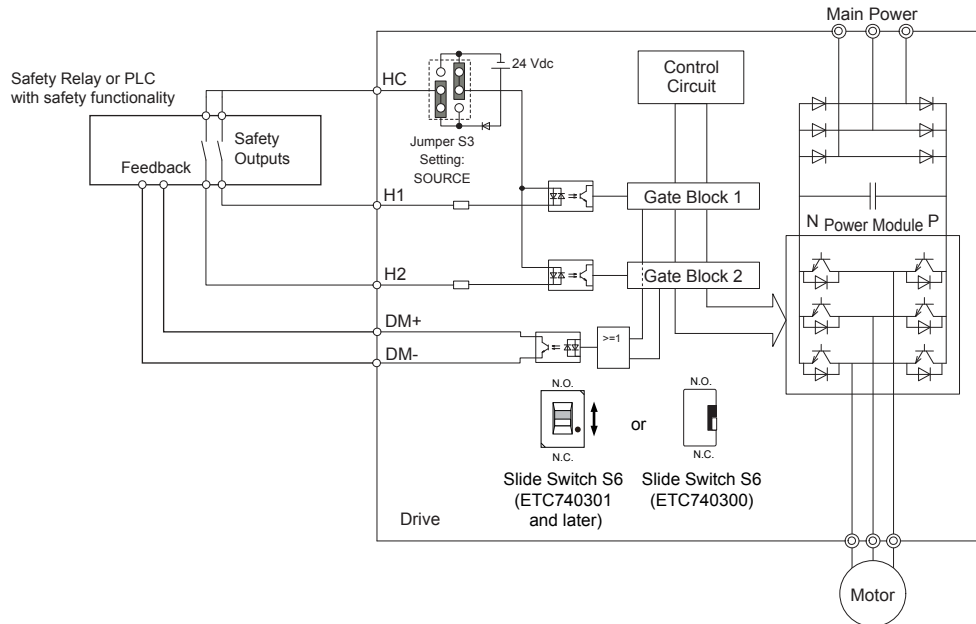 Main Power
Safety Relay or PLC
with safety functionality
HC
24 Vdc
Control
Circuit
Safety
Outputs
Feedback
Jumper S3
Setting:
SOURCE
H1
Gate Block 1
N Power Module P
H2
Gate Block 2
DM+
DM-
>=1
N.O.
N.O.
or
N.C.
N.C.
Slide Switch S6
(ETC740301
and later)
Slide Switch S6
(ETC740300)
Drive
Motor